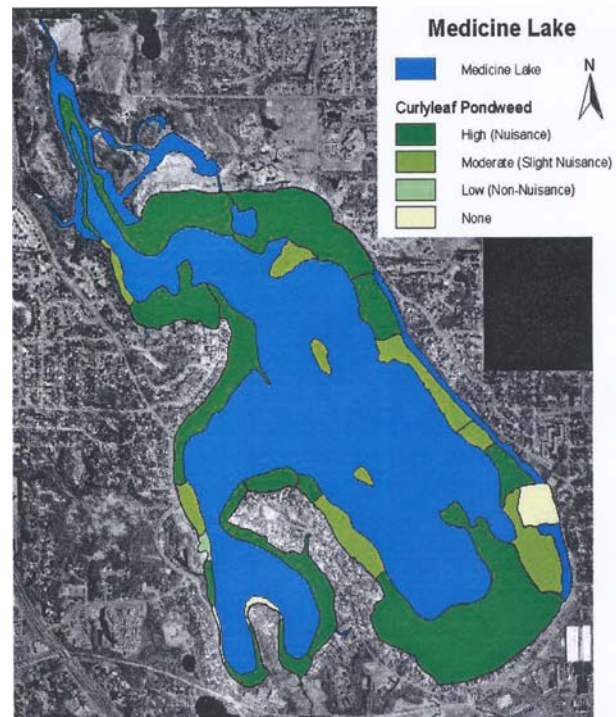 Medicine Lake
Medicine Lake
N
Curlyleaf Pondweed
High (Nuisance)
Moderate (Slight Nuisance)
Low (Non-Nuisance)
None